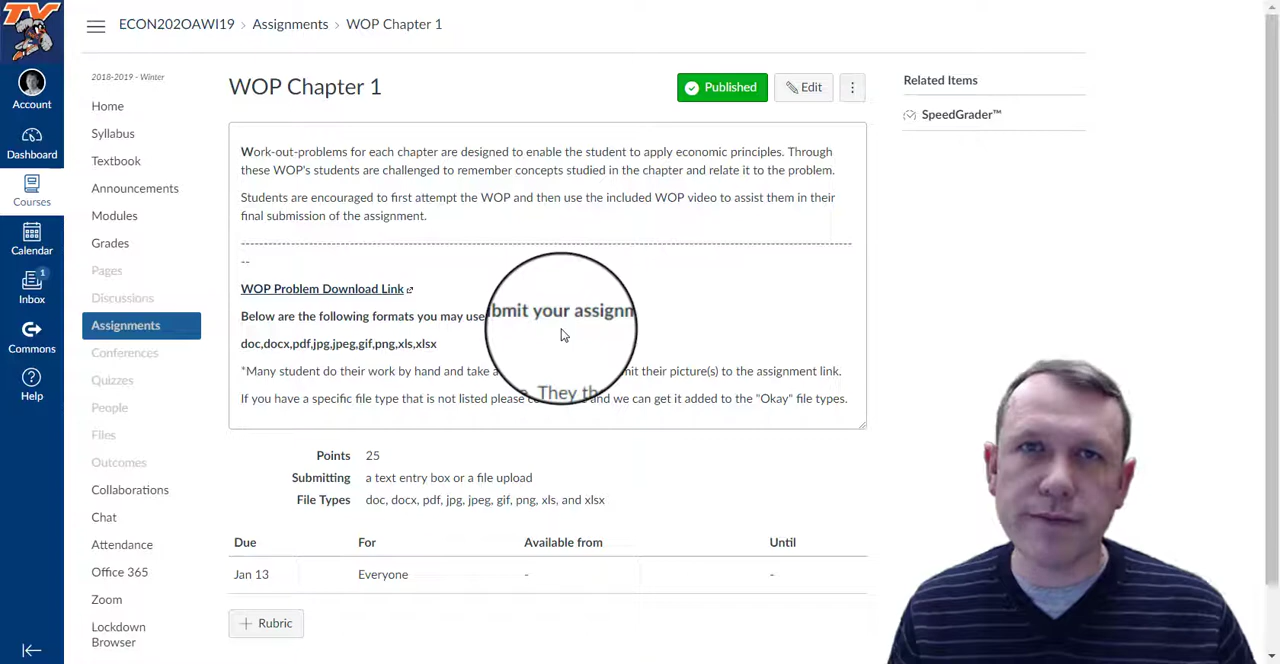 TV
ECON202OAWI19 > Assignments > WOP Chapter 1
Account
Dashboard
Courses
Calendar
1
Inbox
Commons
Help
2018-2019 - Winter
Home
Syllabus
Textbook
Announcements
Modules
Grades
Pages
Discussions
Assignments
Conferences
Quizzes
People
Files
Outcomes
Collaborations
Chat
Attendance
Office 365
Zoom
Lockdown
Browser
WOP Chapter 1
Published
Edit
Work-out-problems for each chapter are designed to enable the student to apply economic principles. Through
these WOP's students are challenged to remember concepts studied in the chapter and relate it to the problem.
Students are encouraged to first attempt the WOP and then use the included WOP video to assist them in their
final submission of the assignment.
--
WOP Problem Download Link
Below are the following formats you may use bmit your assignm
doc,docx,pdf,jpg,jpeg,gif,png,xls,xlsx
*Many student do their work by hand and take a They th mit their picture(s) to the assignment link.
If you have a specific file type that is not listed please and we can get it added to the "Okay" file types.
Points 25
Submitting a text entry box or a file upload
File Types doc, docx, pdf, jpg, jpeg, gif, png, xls, and xlsx
Due For Available from Until
Jan 13 Everyone - -
+ Rubric
Related Items
SpeedGrader™